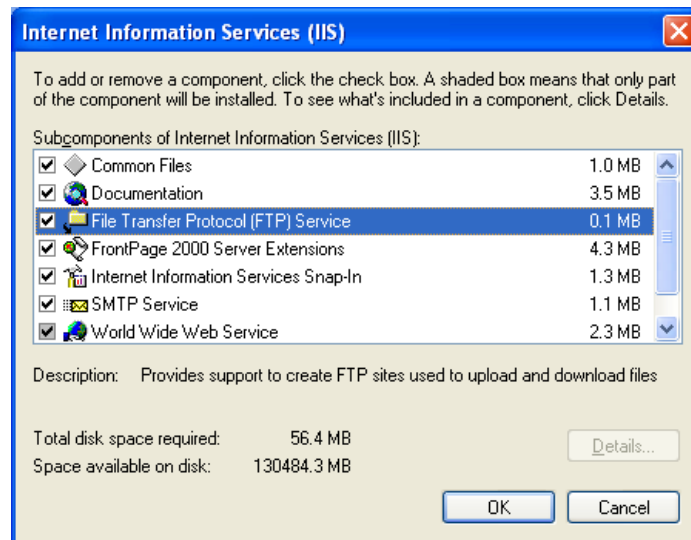 Internet Information Services (IIS)
To add or remove a component, click the check box. A shaded box means that only part
of the component will be installed. To see what's included in a component, click Details.
Subcomponents of Internet Information Services (IIS):
Common Files 1.0 MB
Documentation 3.5 MB
File Transfer Protocol (FTP) Service 0.1 MB
FrontPage 2000 Server Extensions 4.3 MB
Internet Information Services Snap-In 1.3 MB
SMTP Service 1.1 MB
World Wide Web Service 2.3 MB
Description: Provides support to create FTP sites used to upload and download files
Total disk space required: 56.4 MB
Details...
Space available on disk: 130484.3 MB
OK Cancel